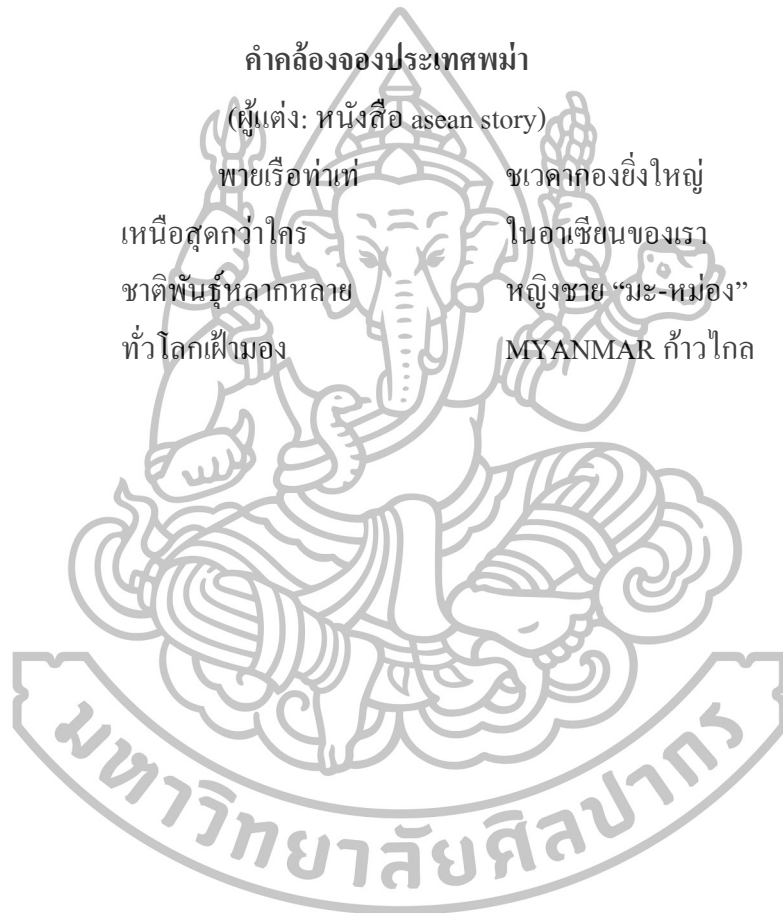 คำคล้องจองประเทศพม่า
(ผู้แต่ง: หนังสือ asean story)
พายเรือท่าเท่ ชเวดากองยิ่งใหญ่
เหนือสุดกว่าใคร ในอาเซียนของเรา
ชาติพันธุ์หลากหลาย หญิงชาย “มะ-หม่อง”
ทั่วโลกเฝ้ามอง MYANMAR ก้าวไกล
มหาวิทยาลัยศิลปากร